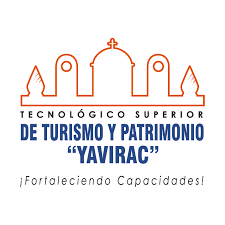 TECNOLÓGICO SUPERIOR
DE TURISMO Y PATRIMONIO
“YAVIRAC”
¡Fortaleciendo Capacidades!